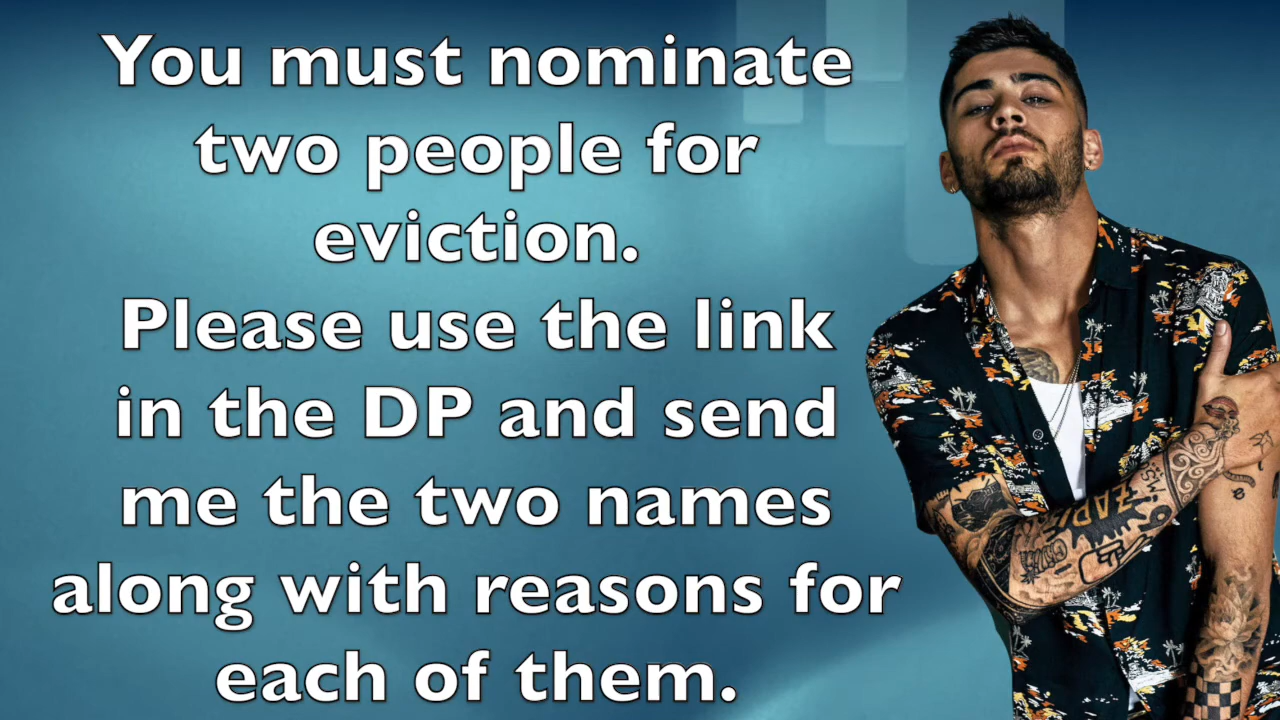 You must nominate
two people for
eviction.
Please use the link
in the DP and send
me the two names
along with reasons for
each of them.